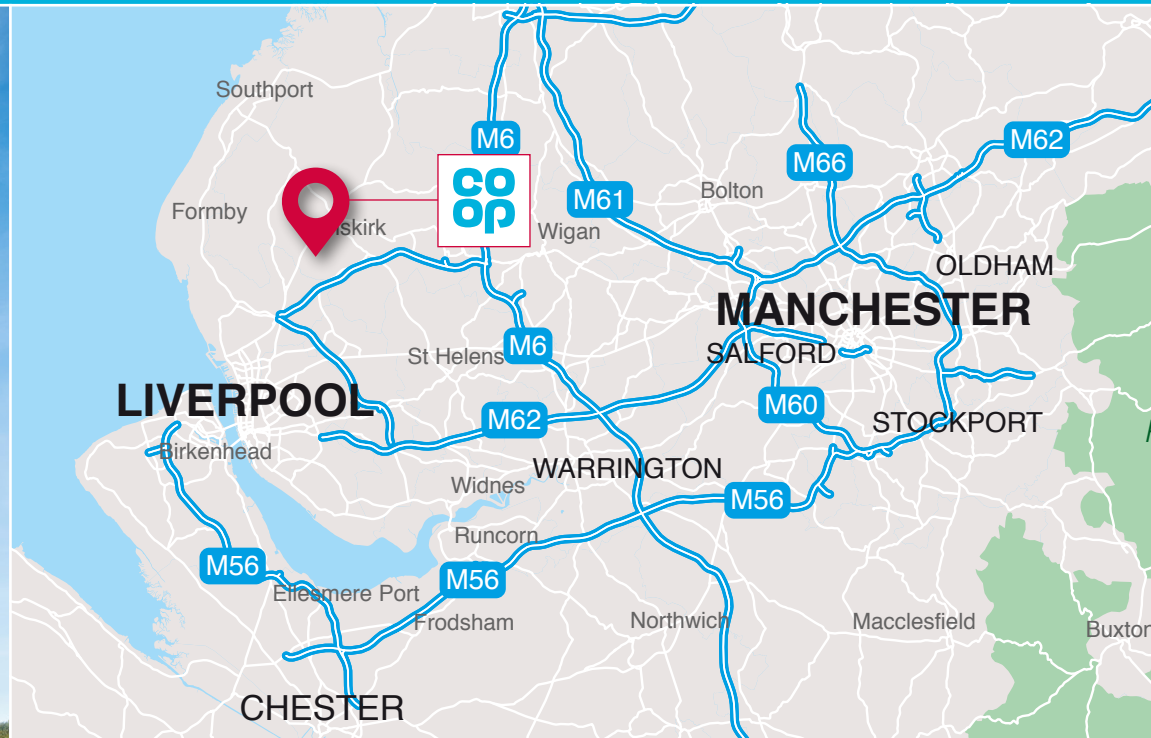 Southport
M6
M62
M66
co
op
M61
Bolton
Formby
skirk
Wigan
OLDHAM
MANCHESTER
St Helens
M6
SALFORD
LIVERPOOL
M60
M62
STOCKPORT
Birkenhead
WARRINGTON
Widnes
M56
Runcorn
M56
M56
Ellesmere Port
Frodsham
Northwich
Macclesfield
Buxton
CHESTER